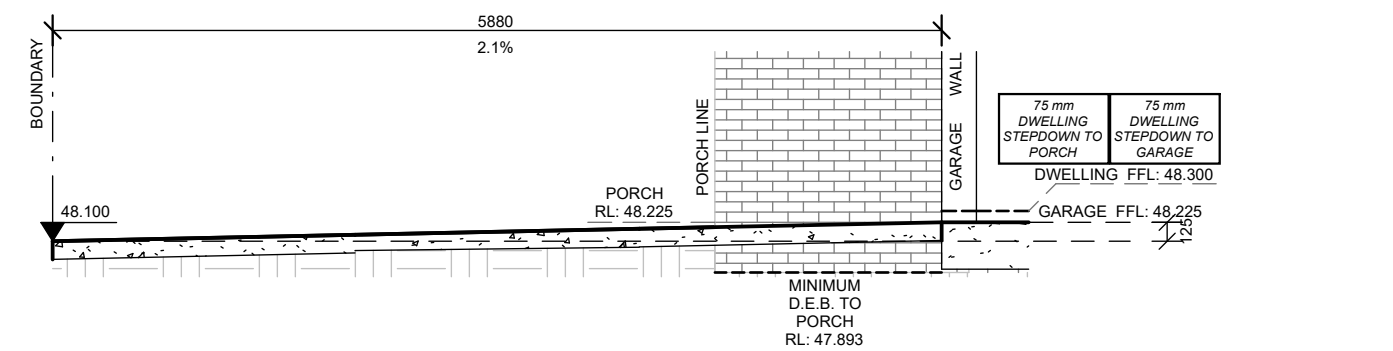 5880
2.1%
BOUNDARY
PORCH LINE
GARAGE WALL
75 mm
DWELLING
STEPDOWN TO
PORCH
75 mm
DWELLING
STEPDOWN TO
GARAGE
DWELLING FFL: 48.300
PORCH
RL: 48.225
48.100
GARAGE FFL: 48.225
125
MINIMUM
D.E.B. TO
PORCH
RL: 47.893